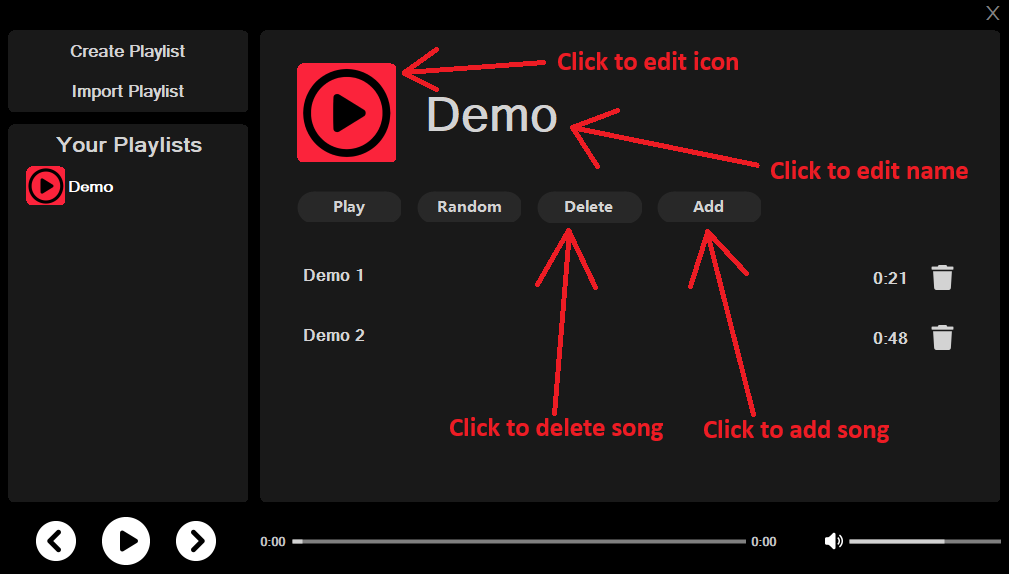 X
Create Playlist
Import Playlist
Your Playlists
Demo
Click to edit icon
Demo
Click to edit name
Play
Random
Delete
Add
Demo 1
0:21
Demo 2
0:48
Click to delete song
Click to add song
0:00
0:00